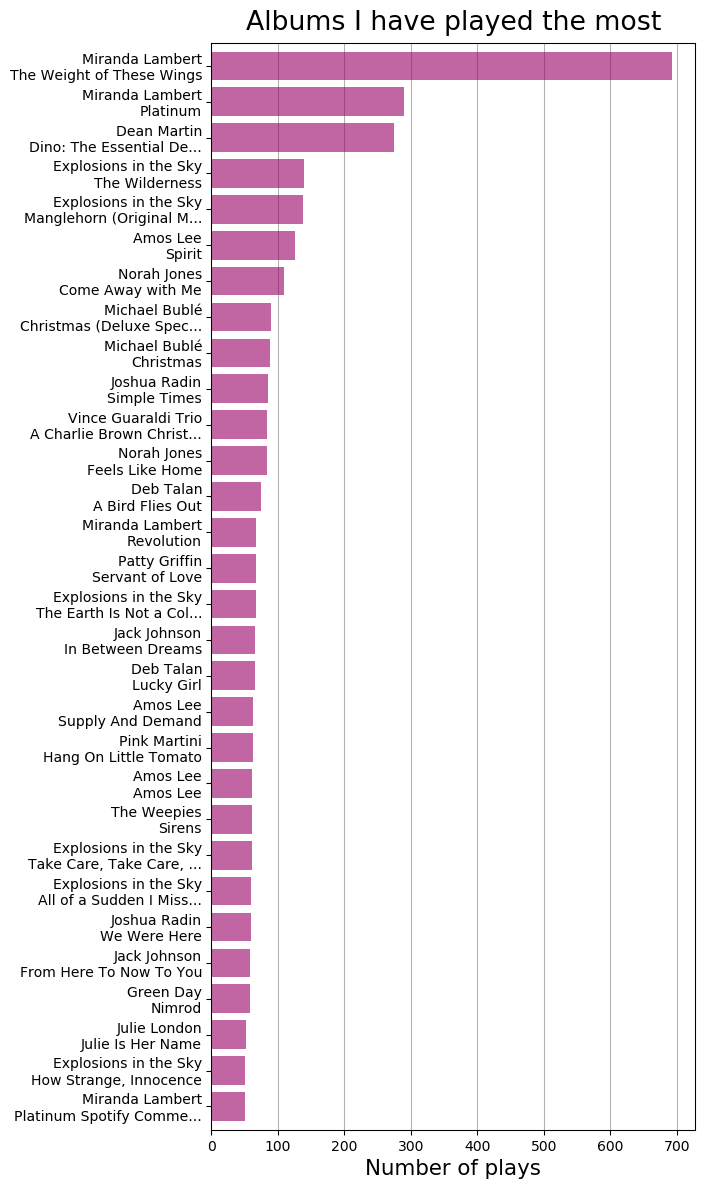 Albums I have played the most
Miranda Lambert
The Weight of These Wings
Miranda Lambert
Platinum
Dean Martin
Dino: The Essential De...
Explosions in the Sky
The Wilderness
Explosions in the Sky
Manglehorn (Original M...
Amos Lee
Spirit
Norah Jones
Come Away with Me
Michael Bublé
Christmas (Deluxe Spec...
Michael Bublé
Christmas
Joshua Radin
Simple Times
Vince Guaraldi Trio
A Charlie Brown Christ...
Norah Jones
Feels Like Home
Deb Talan
A Bird Flies Out
Miranda Lambert
Revolution
Patty Griffin
Servant of Love
Explosions in the Sky
The Earth Is Not a Col...
Jack Johnson
In Between Dreams
Deb Talan
Lucky Girl
Amos Lee
Supply And Demand
Pink Martini
Hang On Little Tomato
Amos Lee
Amos Lee
The Weepies
Sirens
Explosions in the Sky
Take Care, Take Care, ...
Explosions in the Sky
All of a Sudden I Miss...
Joshua Radin
We Were Here
Jack Johnson
From Here To Now To You
Green Day
Nimrod
Julie London
Julie Is Her Name
Explosions in the Sky
How Strange, Innocence
Miranda Lambert
Platinum Spotify Comme...
0 100 200 300 400 500 600 700
Number of plays